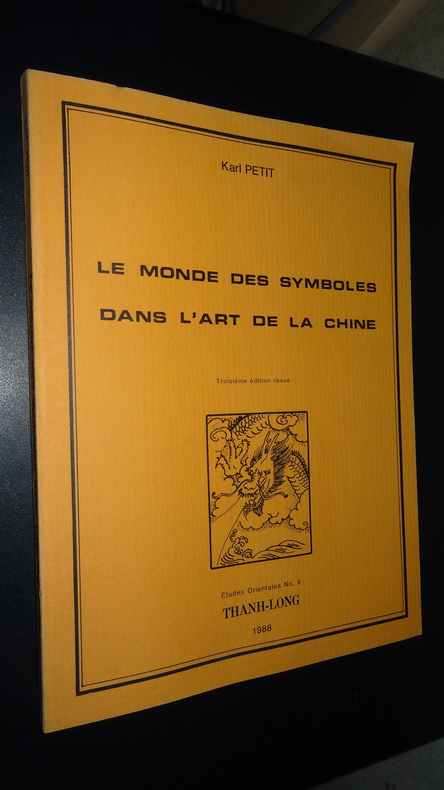 Karl PETIT
LE MONDE DES SYMBOLES
DANS L'ART DE LA CHINE
Troisième édition revue
Etudes Orientales No. 9
THANH-LONG
1988